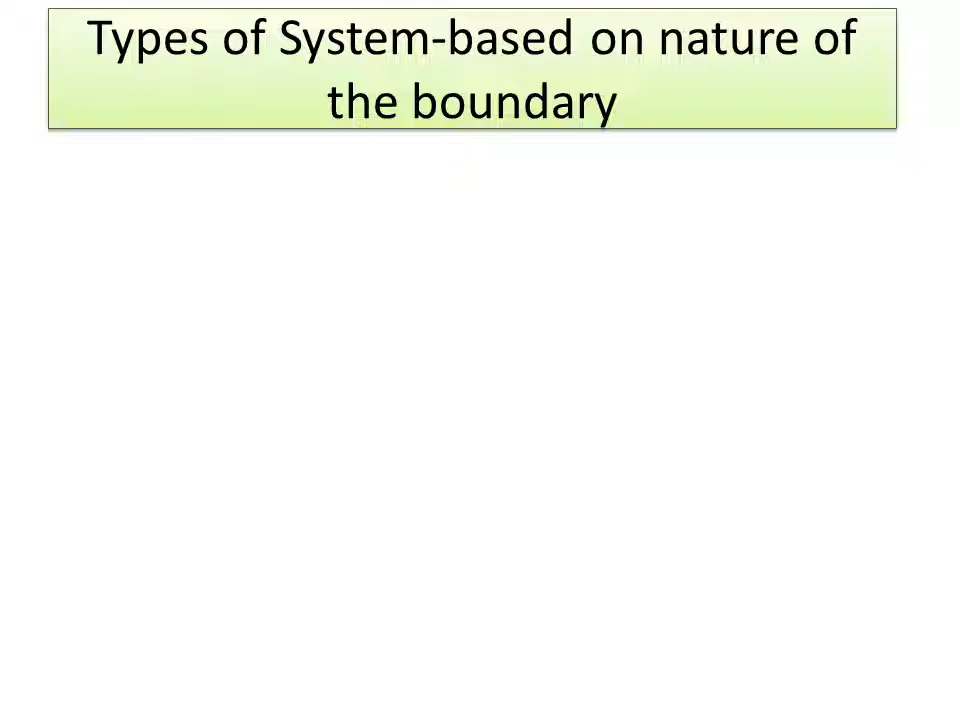 Types of System-based on nature of
the boundary